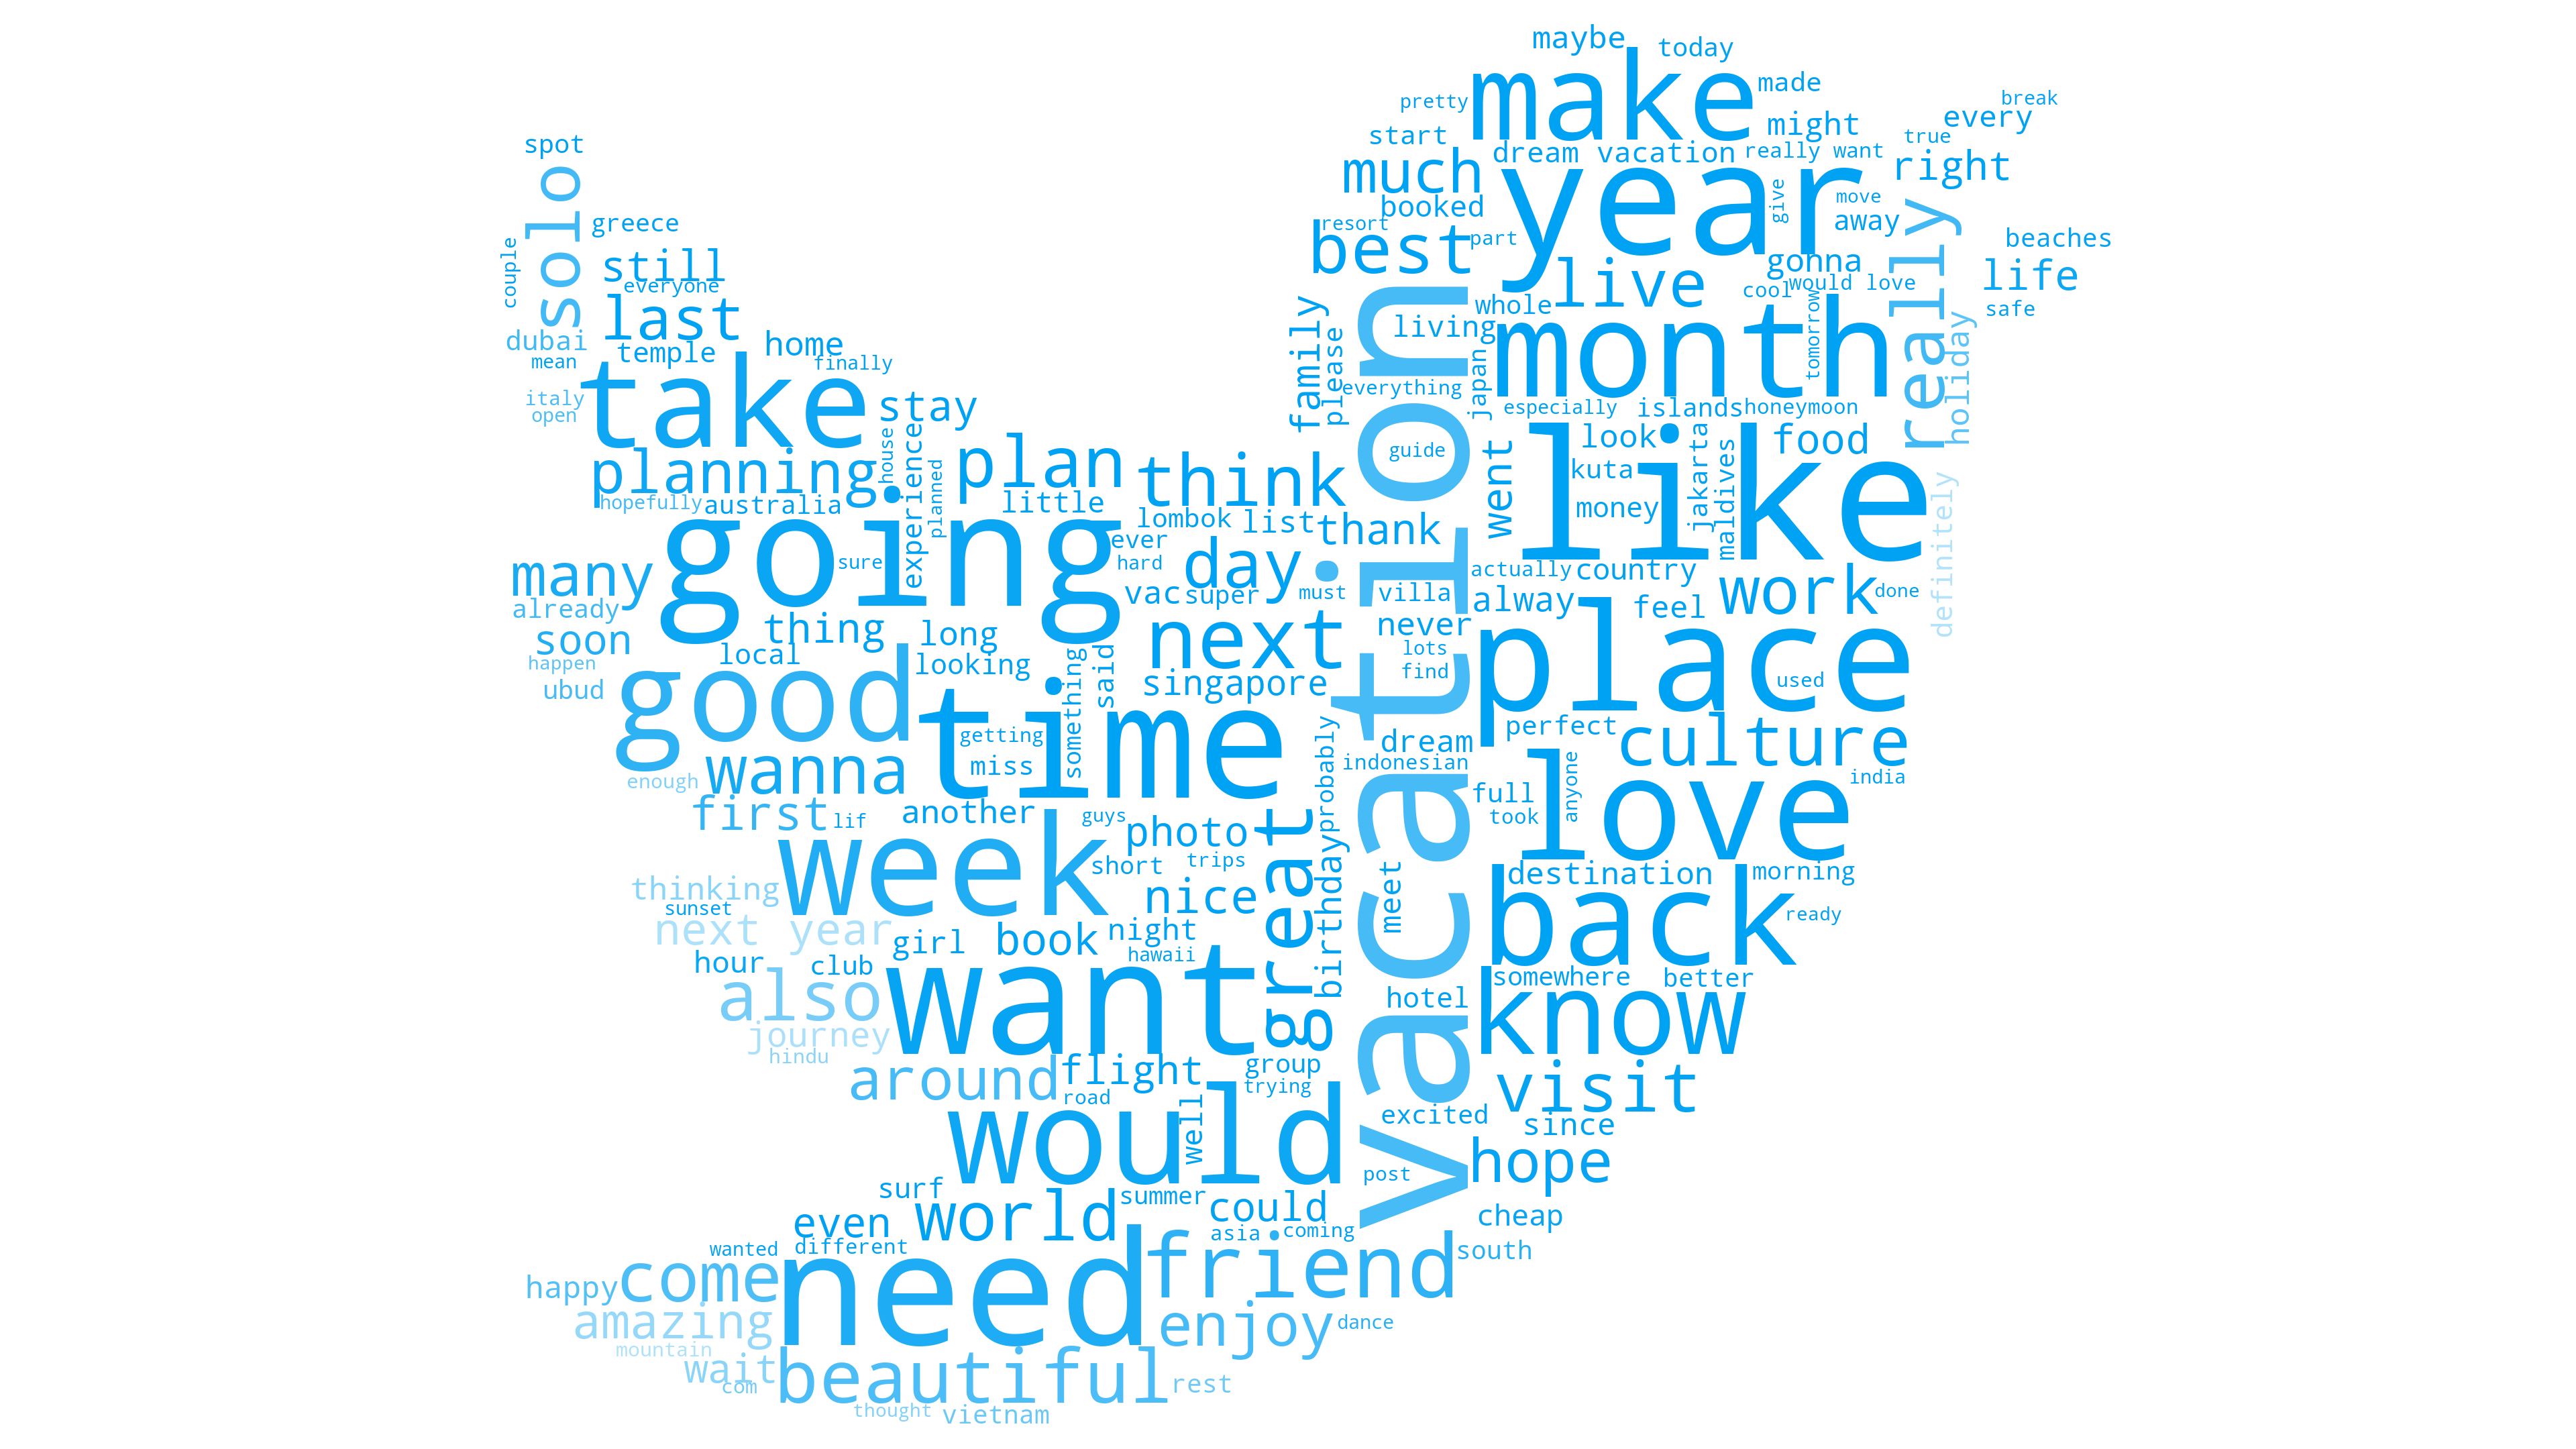 maybe
today
make
made
pretty
break
every
might
start
true
spot
dream vacation
really want
right
much
solo
year
give
move
booked
away
greece
resort
best
part
really
beaches
couple
still
gonna
life
everyone
live
cool
would love
last
whole
tomorrow
safe
family
please
living
month
dubai
home
temple
mean
finally
holiday
take
everything
japan
italy
stay
especially
islands
honeymoon
open
house
experience
vacation
look
food
plan
think
guide
went
like
kuta
jakarta
maldives
planning
planned
hopefully
australia
little
lombok
list
thank
money
definitely
going
ever
day
sure
hard
actually
country
many
vac
super
must
villa
alway
feel
work
done
already
soon
thing
long
next
never
place
local
looking
something
said
lots
find
happen
ubud
good
singapore
used
time
getting
perfect
culture
miss
probably
dream
indonesian
enough
wanna
love
anyone
india
first
lif
another
guys
photo
great
full
took
week
short
trips
birthday
meet
destination
morning
thinking
nice
sunset
back
ready
next year
girl
book
night
hawaii
hour
club
somewhere
better
also
want
hotel
know
journey
hindu
around
flight
group
trying
visit
road
would
well
excited
since
hope
post
surf
world
summer
could
cheap
even
asia
coming
wanted
different
need
friend
south
happy
come
amazing
enjoy
dance
mountain
wait
com
beautiful
rest
thought
vietnam